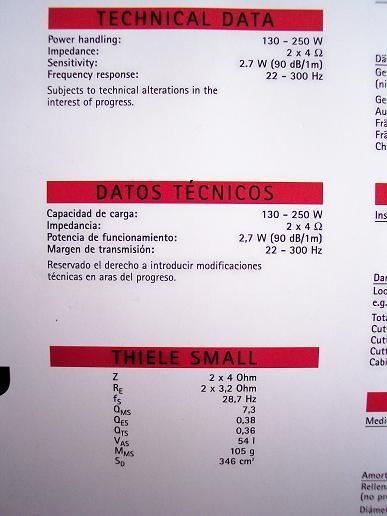 TECHNICAL DATA
Power handling: 130 - 250 W
Impedance: 2 x 4 Ω
Sensitivity: 2.7 W (90 dB/1m)
Frequency response: 22 - 300 Hz
Subjects to technical alterations in the
interest of progress.
DATOS TÉCNICOS
Capacidad de carga: 130 - 250 W
Impedancia: 2 x 4 Ω
Potencia de funcionamiento: 2,7 W (90 dB/1m)
Margen de transmisión: 22 - 300 Hz
Reservado el derecho a introducir modificaciones
técnicas en aras del progreso.
THIELE SMALL
Z 2 x 4 Ohm
RE 2 x 3,2 Ohm
fS 28,7 Hz
QMS 7,3
QES 0,38
QTS 0,36
VAS 54 l
MMS 105 g
SD 346 cm²